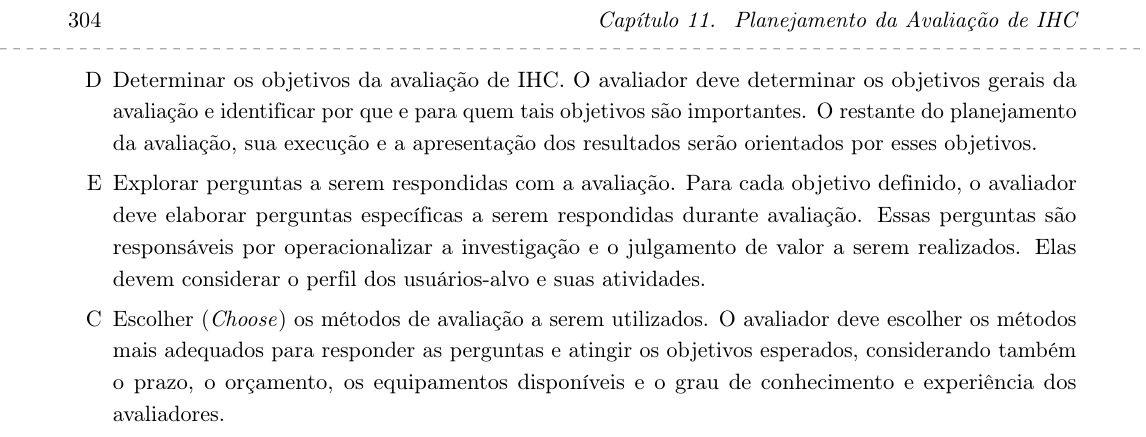 304 Capítulo 11. Planejamento da Avaliação de IHC
D Determinar os objetivos da avaliação de IHC. O avaliador deve determinar os objetivos gerais da
avaliação e identificar por que e para quem tais objetivos são importantes. O restante do planejamento
da avaliação, sua execução e a apresentação dos resultados serão orientados por esses objetivos.
E Explorar perguntas a serem respondidas com a avaliação. Para cada objetivo definido, o avaliador
deve elaborar perguntas específicas a serem respondidas durante avaliação. Essas perguntas são
responsáveis por operacionalizar a investigação e o julgamento de valor a serem realizados. Elas
devem considerar o perfil dos usuários-alvo e suas atividades.
C Escolher (Choose) os métodos de avaliação a serem utilizados. O avaliador deve escolher os métodos
mais adequados para responder as perguntas e atingir os objetivos esperados, considerando também
o prazo, o orçamento, os equipamentos disponíveis e o grau de conhecimento e experiência dos
avaliadores.